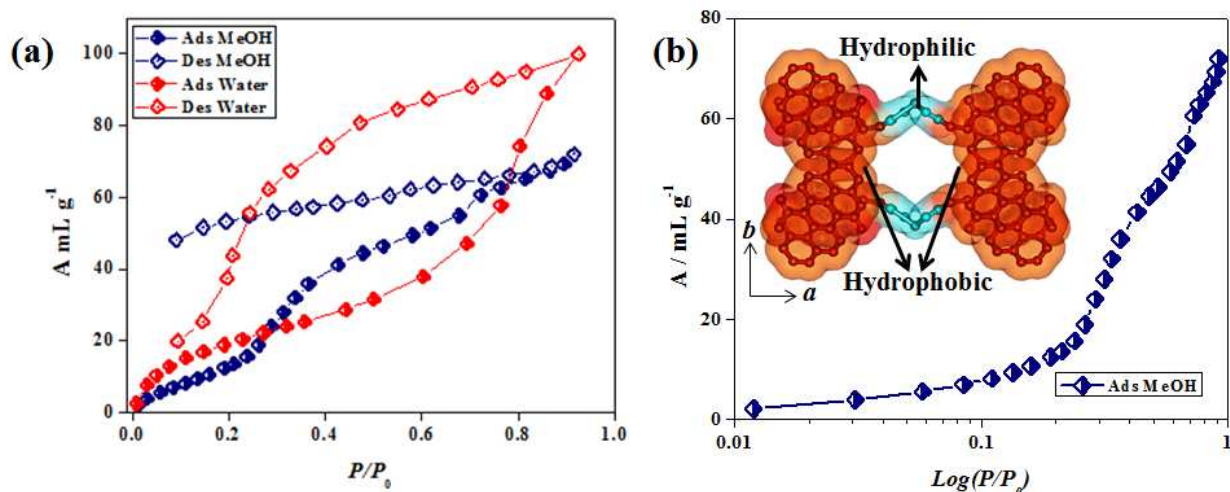 (a)
Ads MeOH
Des MeOH
Ads Water
Des Water
A mL g⁻¹
100
80
60
40
20
0
0.0 0.2 0.4 0.6 0.8 1.0
P/P₀
(b)
Hydrophilic
Hydrophobic
b
a
Ads MeOH
A / mL g⁻¹
80
60
40
20
0
0.01 0.1 1
Log(P/P₀)